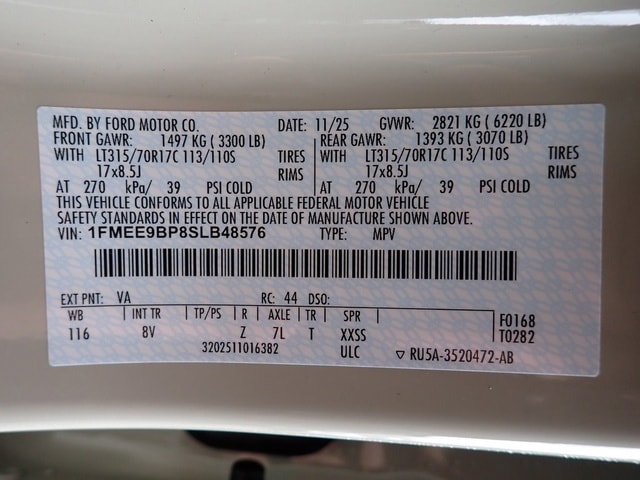 MFD. BY FORD MOTOR CO. DATE: 11/25 GVWR: 2821 KG ( 6220 LB)
FRONT GAWR: 1497 KG ( 3300 LB) REAR GAWR: 1393 KG ( 3070 LB)
WITH LT315/70R17C 113/110S TIRES WITH LT315/70R17C 113/110S TIRES
17x8.5J RIMS 17x8.5J RIMS
AT 270 kPa/ 39 PSI COLD AT 270 kPa/ 39 PSI COLD
THIS VEHICLE CONFORMS TO ALL APPLICABLE FEDERAL MOTOR VEHICLE
SAFETY STANDARDS IN EFFECT ON THE DATE OF MANUFACTURE SHOWN ABOVE.
VIN: 1FMEE9BP8SLB48576 TYPE: MPV
EXT PNT: VA RC: 44 DSO:
WB INT TR TP/PS R AXLE TR SPR F0168
116 8V Z 7L T XXSS T0282
3202511016382 ULC ▽ RU5A-3520472-AB